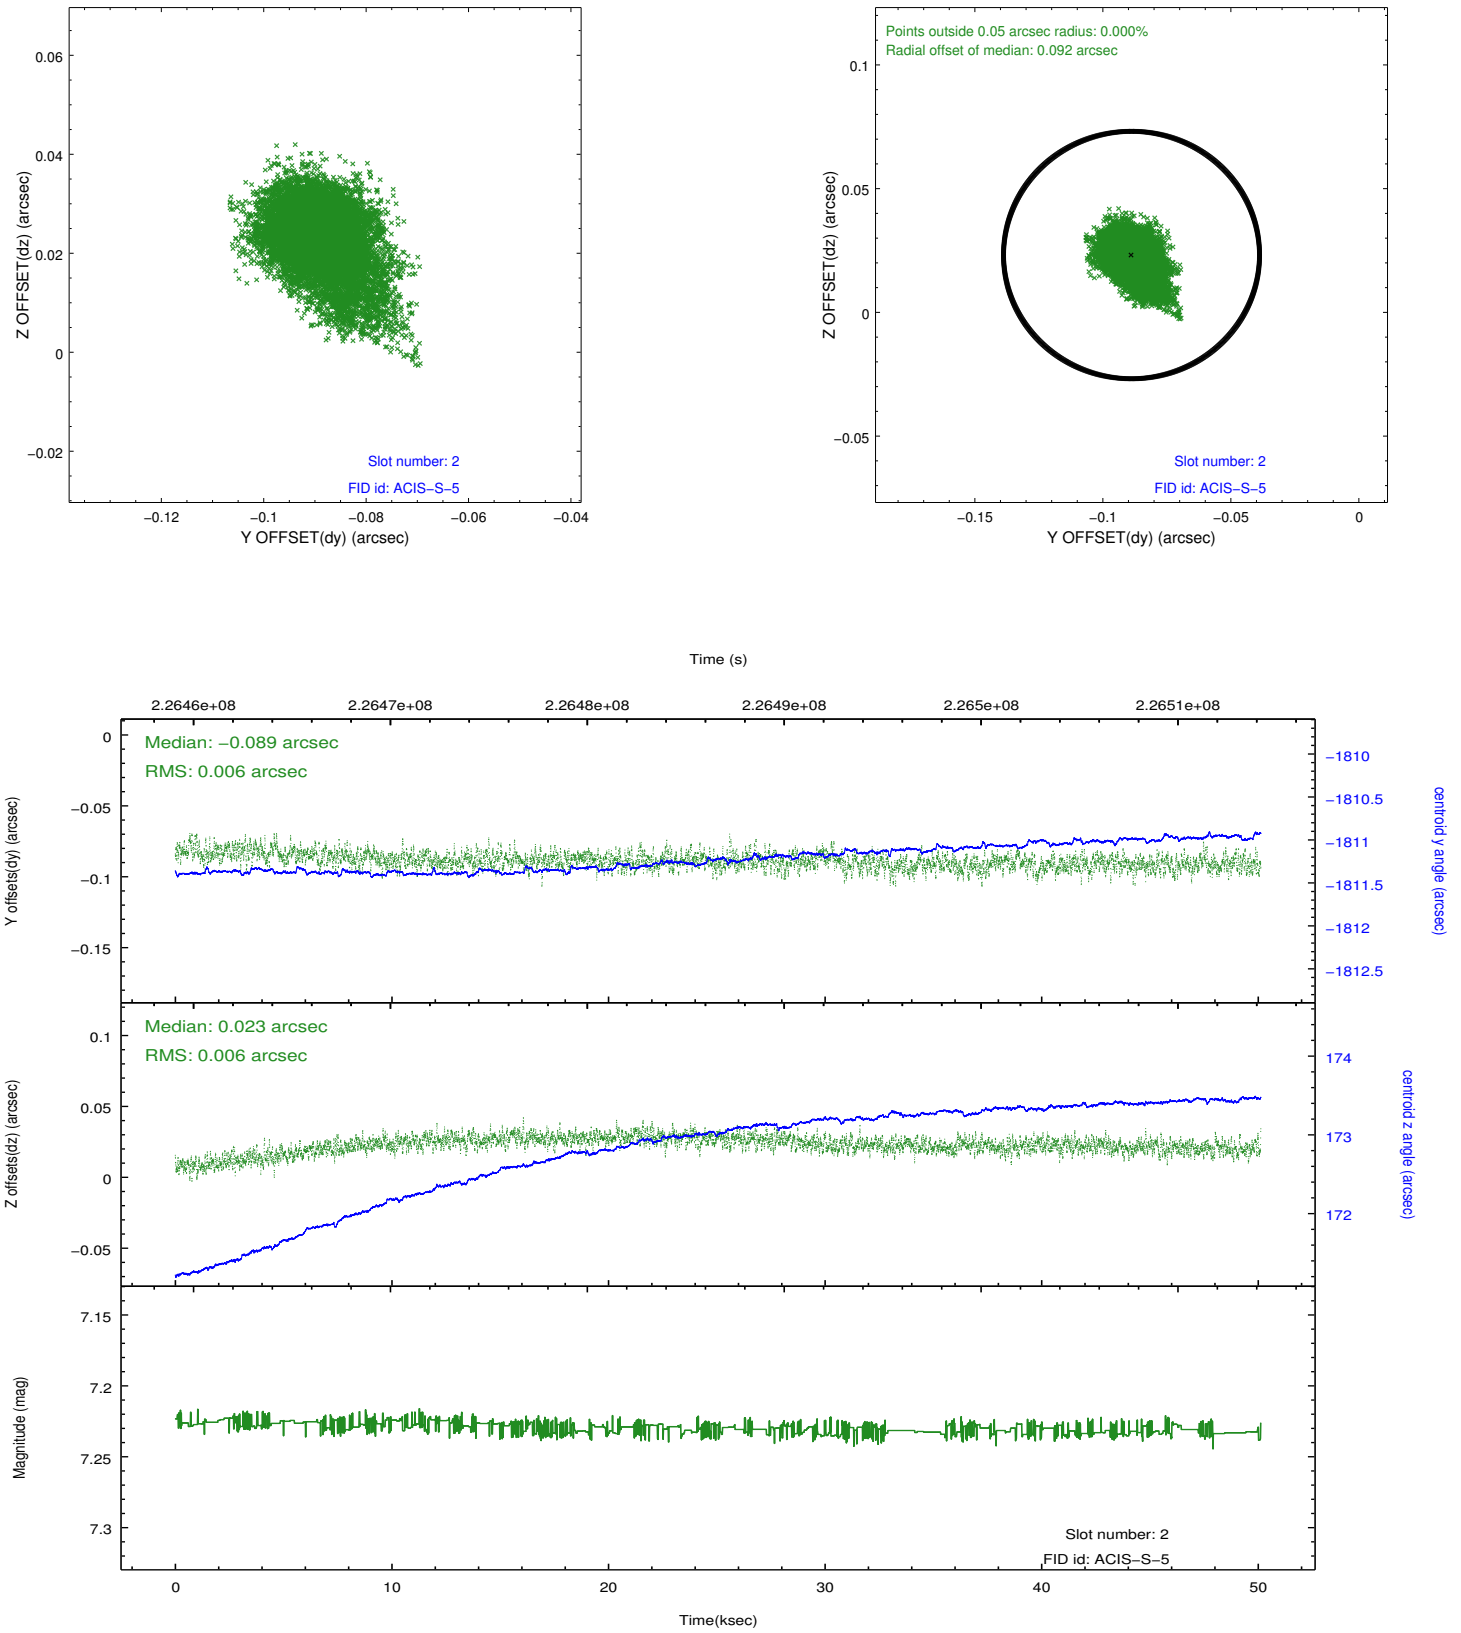 0.06
0.04
0.02
0
−0.02
Z OFFSET(dz) (arcsec)
Slot number: 2
FID id: ACIS−S−5
−0.12 −0.1 −0.08 −0.06 −0.04
Y OFFSET(dy) (arcsec)
Points outside 0.05 arcsec radius: 0.000%
Radial offset of median: 0.092 arcsec
0.1
0.05
0
−0.05
Z OFFSET(dz) (arcsec)
Slot number: 2
FID id: ACIS−S−5
−0.15 −0.1 −0.05 0
Y OFFSET(dy) (arcsec)
Time (s)
2.2646e+08 2.2647e+08 2.2648e+08 2.2649e+08 2.265e+08 2.2651e+08
Median: −0.089 arcsec
RMS: 0.006 arcsec
0
−0.05
−0.1
−0.15
Y offsets(dy) (arcsec)
−1810
−1810.5
−1811
−1811.5
−1812
−1812.5
centroid y angle (arcsec)
Median: 0.023 arcsec
RMS: 0.006 arcsec
0.1
0.05
0
−0.05
Z offsets(dz) (arcsec)
174
173
172
centroid z angle (arcsec)
7.15
7.2
7.25
7.3
Magnitude (mag)
Slot number: 2
FID id: ACIS−S−5
0 10 20 30 40 50
Time(ksec)